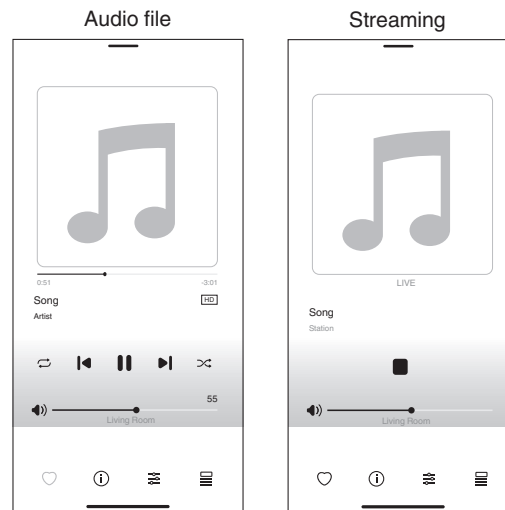 Audio file
0:51 -3:01
Song HD
Artist
55
Living Room
Streaming
LIVE
Song
Station
Living Room